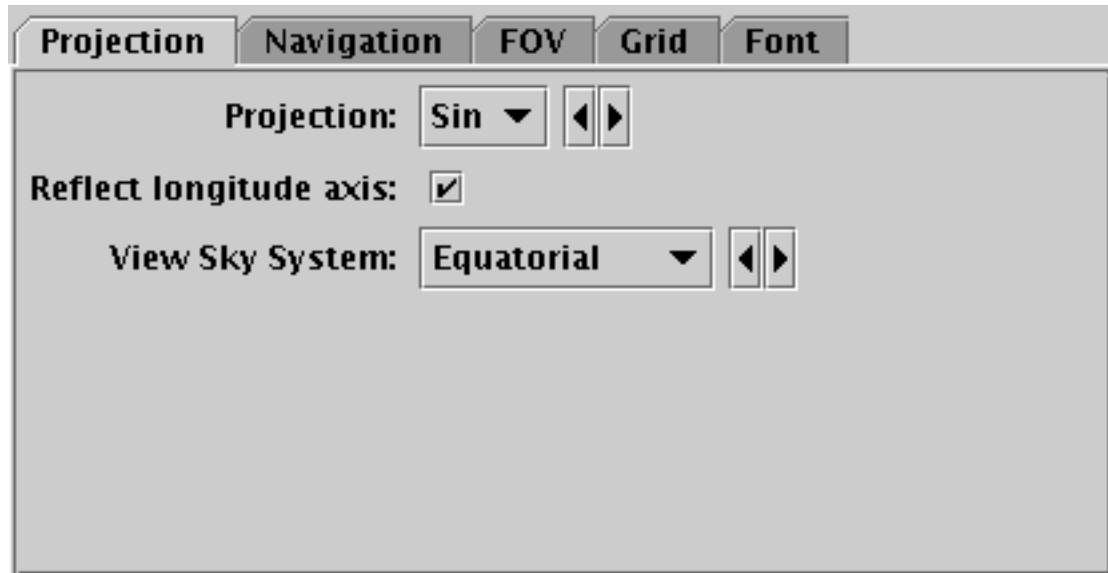 Projection Navigation FOV Grid Font
Projection: Sin
Reflect longitude axis:
View Sky System: Equatorial